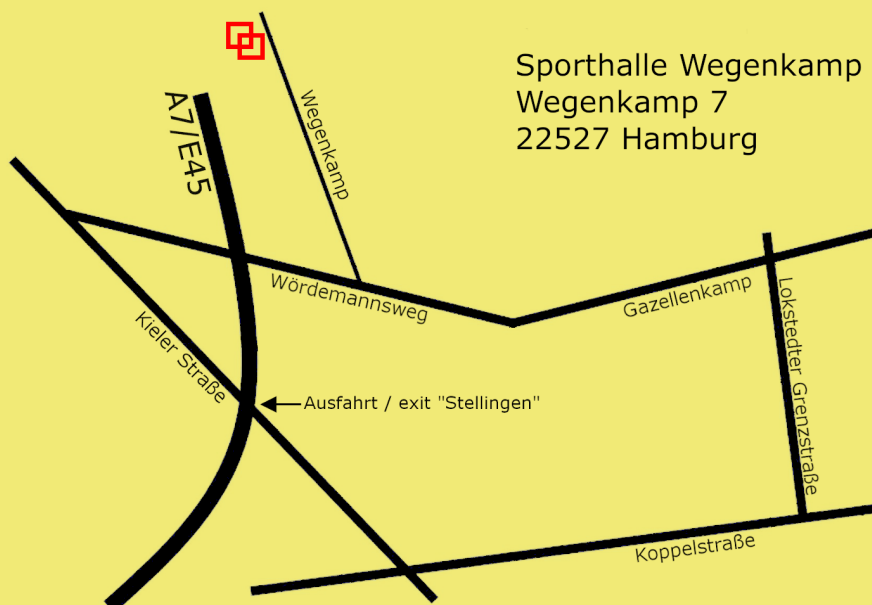 Sporthalle Wegenkamp
Wegenkamp 7
22527 Hamburg
A7/E45
Wegenkamp
Wördemannsweg
Gazellenkamp
Lokstedter Grenzstraße
Kieler Straße
Ausfahrt / exit "Stellingen"
Koppelstraße